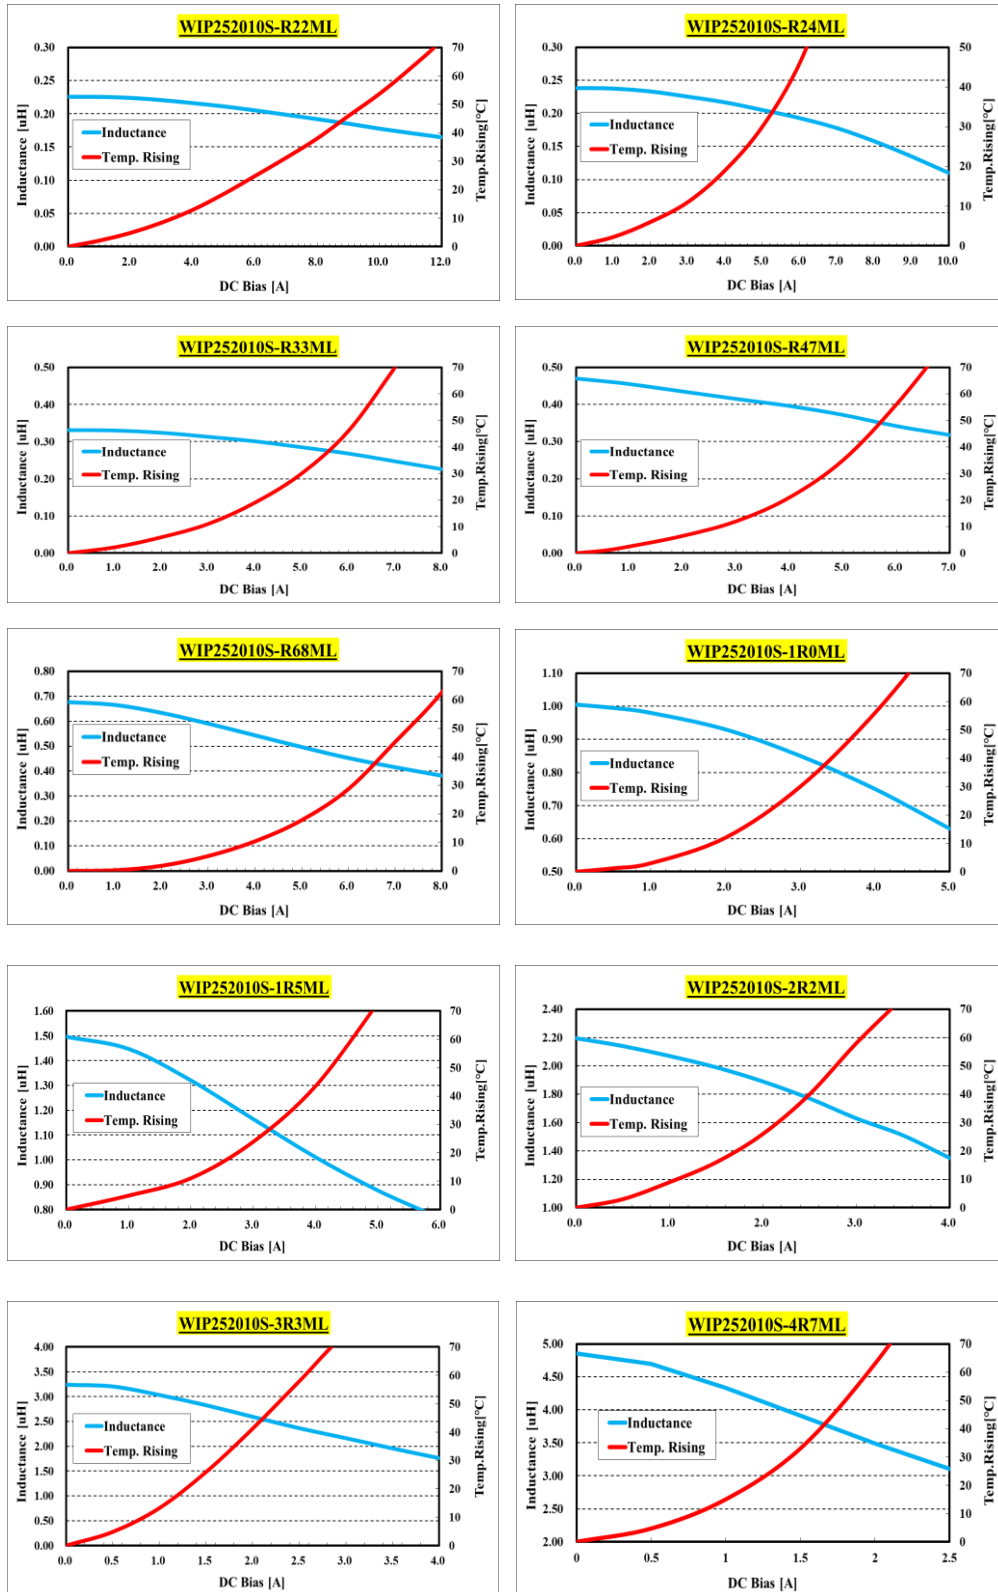 WIP252010S-R22ML
Inductance [uH]
0.30
0.25
0.20
0.15
0.10
0.05
0.00
Inductance
Temp. Rising
70
60
50
40
30
20
10
0
Temp.Rising[°C]
0.0 2.0 4.0 6.0 8.0 10.0 12.0
DC Bias [A]
WIP252010S-R24ML
Inductance [uH]
0.30
0.25
0.20
0.15
0.10
0.05
0.00
Inductance
Temp. Rising
50
40
30
20
10
0
Temp.Rising[°C]
0.0 1.0 2.0 3.0 4.0 5.0 6.0 7.0 8.0 9.0 10.0
DC Bias [A]
WIP252010S-R33ML
Inductance [uH]
0.50
0.40
0.30
0.20
0.10
0.00
Inductance
Temp. Rising
70
60
50
40
30
20
10
0
Temp.Rising[°C]
0.0 1.0 2.0 3.0 4.0 5.0 6.0 7.0 8.0
DC Bias [A]
WIP252010S-R47ML
Inductance [uH]
0.50
0.40
0.30
0.20
0.10
0.00
Inductance
Temp. Rising
70
60
50
40
30
20
10
0
Temp.Rising[°C]
0.0 1.0 2.0 3.0 4.0 5.0 6.0 7.0
DC Bias [A]
WIP252010S-R68ML
Inductance [uH]
0.80
0.70
0.60
0.50
0.40
0.30
0.20
0.10
0.00
Inductance
Temp. Rising
70
60
50
40
30
20
10
0
Temp.Rising[°C]
0.0 1.0 2.0 3.0 4.0 5.0 6.0 7.0 8.0
DC Bias [A]
WIP252010S-1R0ML
Inductance [uH]
1.10
1.00
0.90
0.80
0.70
0.60
0.50
Inductance
Temp. Rising
70
60
50
40
30
20
10
0
Temp.Rising[°C]
0.0 1.0 2.0 3.0 4.0 5.0
DC Bias [A]
WIP252010S-1R5ML
Inductance [uH]
1.60
1.50
1.40
1.30
1.20
1.10
1.00
0.90
0.80
Inductance
Temp. Rising
70
60
50
40
30
20
10
0
Temp.Rising[°C]
0.0 1.0 2.0 3.0 4.0 5.0 6.0
DC Bias [A]
WIP252010S-2R2ML
Inductance [uH]
2.40
2.20
2.00
1.80
1.60
1.40
1.20
1.00
Inductance
Temp. Rising
70
60
50
40
30
20
10
0
Temp.Rising[°C]
0.0 1.0 2.0 3.0 4.0
DC Bias [A]
WIP252010S-3R3ML
Inductance [uH]
4.00
3.50
3.00
2.50
2.00
1.50
1.00
0.50
0.00
Inductance
Temp. Rising
70
60
50
40
30
20
10
0
Temp.Rising[°C]
0.0 0.5 1.0 1.5 2.0 2.5 3.0 3.5 4.0
DC Bias [A]
WIP252010S-4R7ML
Inductance [uH]
5.00
4.50
4.00
3.50
3.00
2.50
2.00
Inductance
Temp. Rising
70
60
50
40
30
20
10
0
Temp.Rising[°C]
0 0.5 1 1.5 2 2.5
DC Bias [A]